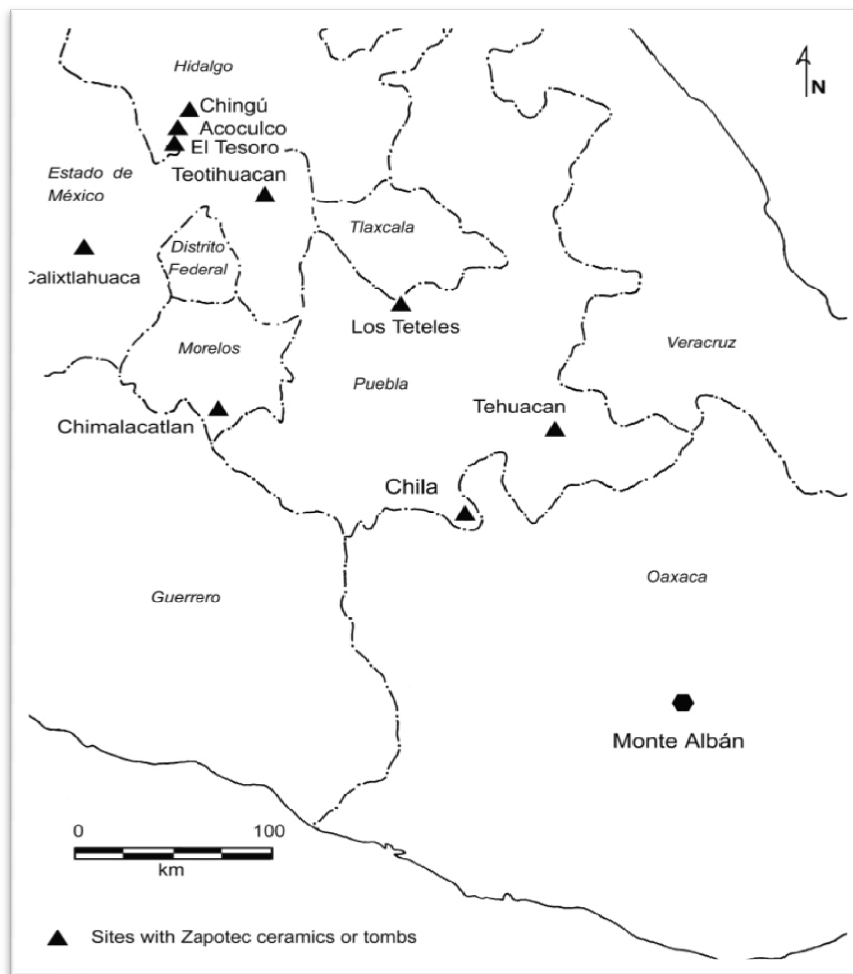 Hidalgo
N
Chingú
Acoculco
El Tesoro
Estado de
México
Teotihuacan
Tlaxcala
Distrito
Federal
Calixtlahuaca
Los Teteles
Morelos
Veracruz
Puebla
Chimalacatlan
Tehuacan
Chila
Oaxaca
Guerrero
Monte Albán
0 100
km
Sites with Zapotec ceramics or tombs